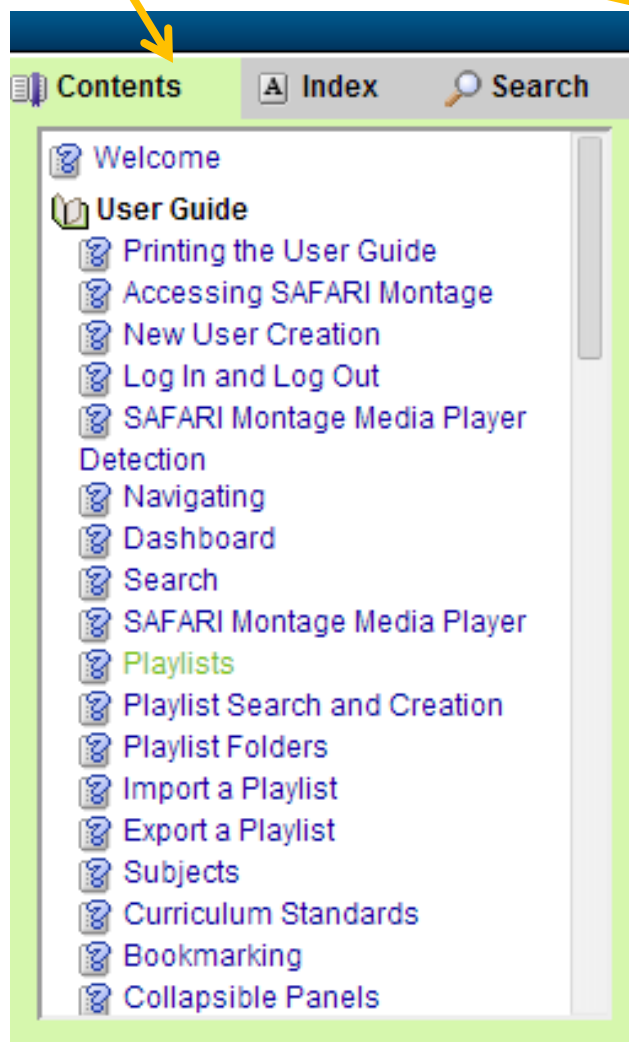 Contents A Index Search
Welcome
User Guide
Printing the User Guide
Accessing SAFARI Montage
New User Creation
Log In and Log Out
SAFARI Montage Media Player
Detection
Navigating
Dashboard
Search
SAFARI Montage Media Player
Playlists
Playlist Search and Creation
Playlist Folders
Import a Playlist
Export a Playlist
Subjects
Curriculum Standards
Bookmarking
Collapsible Panels